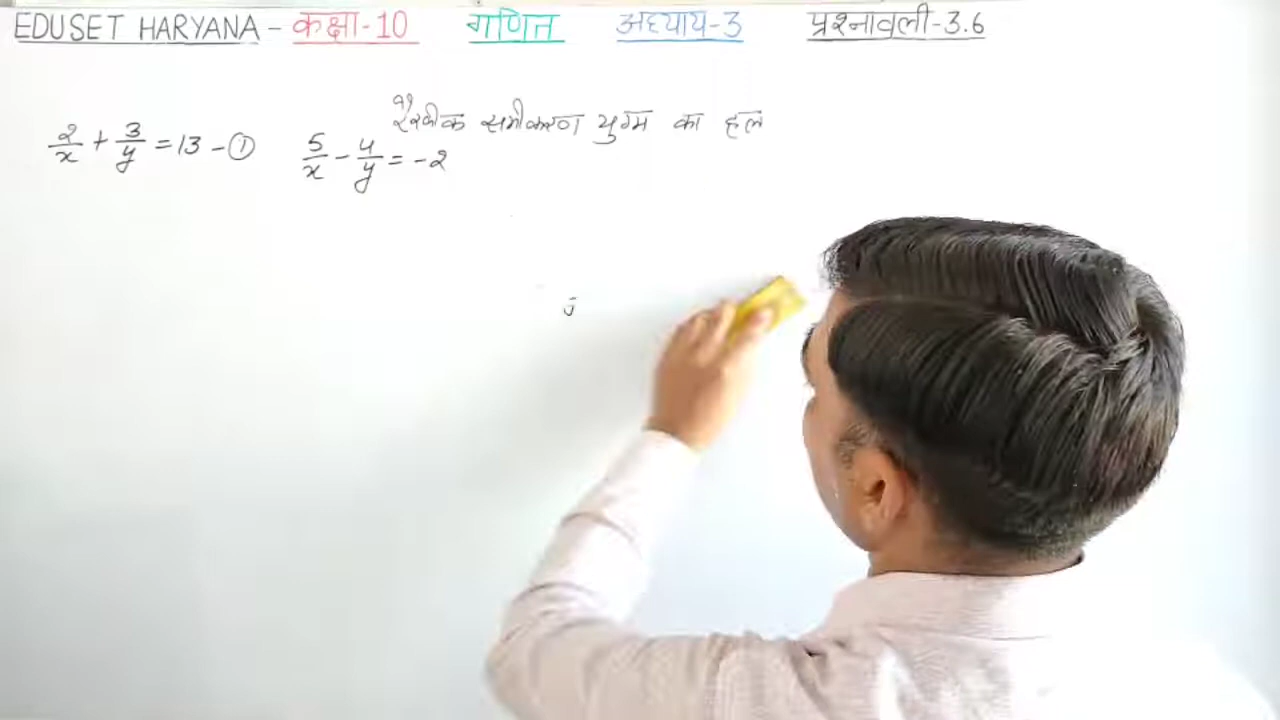 EDUSET HARYANA - कक्षा-10 गणित अध्याय-3 प्रश्नावली-3.6
रैखीक समीकरण युग्म का हल
2/x + 3/y = 13 - ① 5/x - 4/y = -2